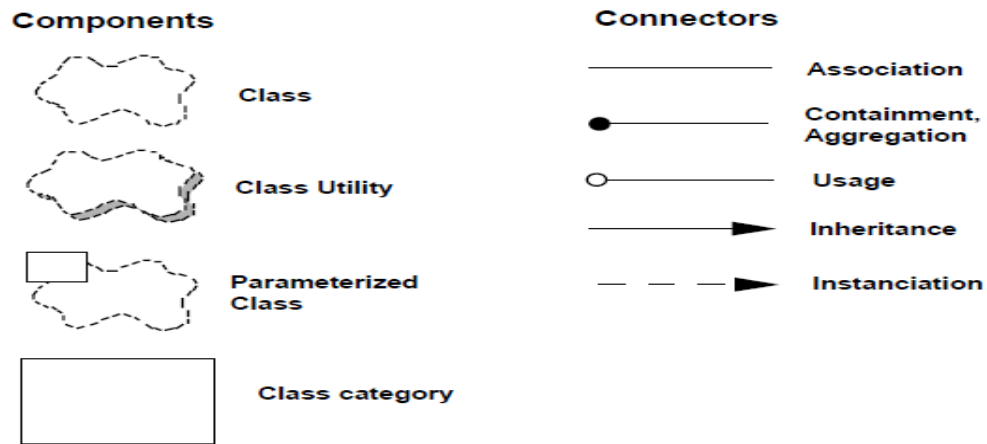 Components
Class
Class Utility
Parameterized
Class
Class category
Connectors
Association
Containment,
Aggregation
Usage
Inheritance
Instanciation